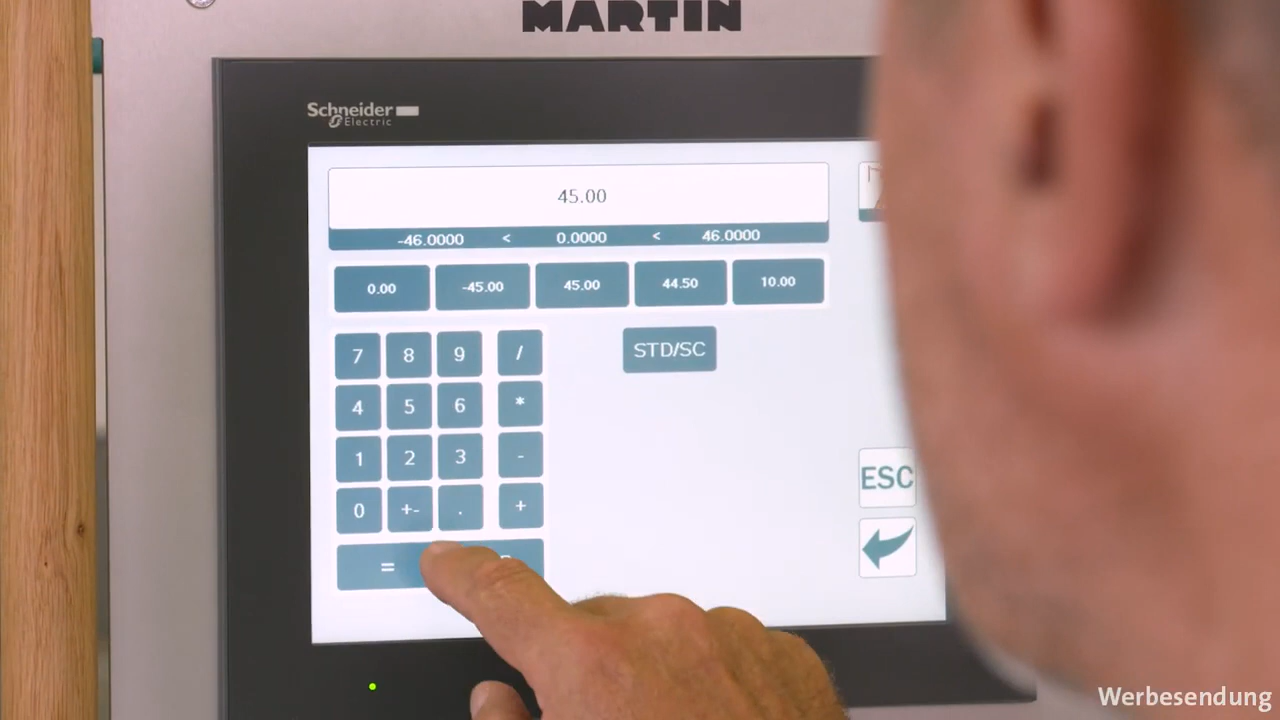 MARTIN
Schneider
Electric
45.00
-46.0000 < 0.0000 < 46.0000
0.00 -45.00 45.00 44.50 10.00
7 8 9 /
STD/SC
4 5 6 *
1 2 3 -
ESC
0 +- . +
=
Werbesendung